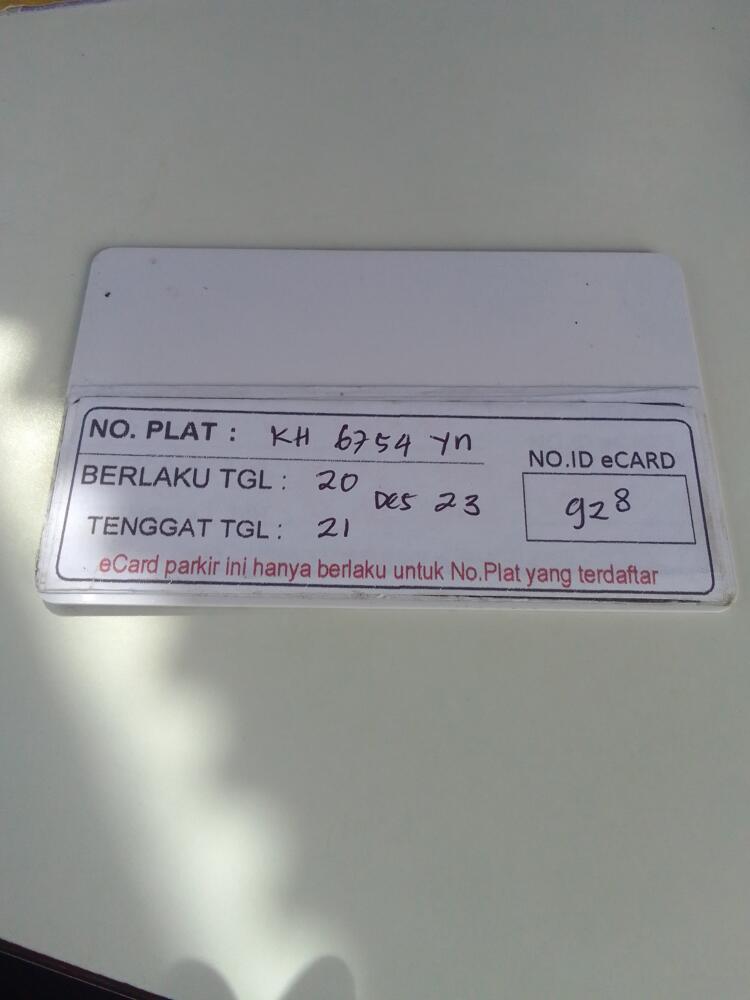 NO. PLAT : KH 6754 YN
BERLAKU TGL : 20
DES 23
TENGGAT TGL : 21
NO.ID eCARD
928
eCard parkir ini hanya berlaku untuk No.Plat yang terdaftar